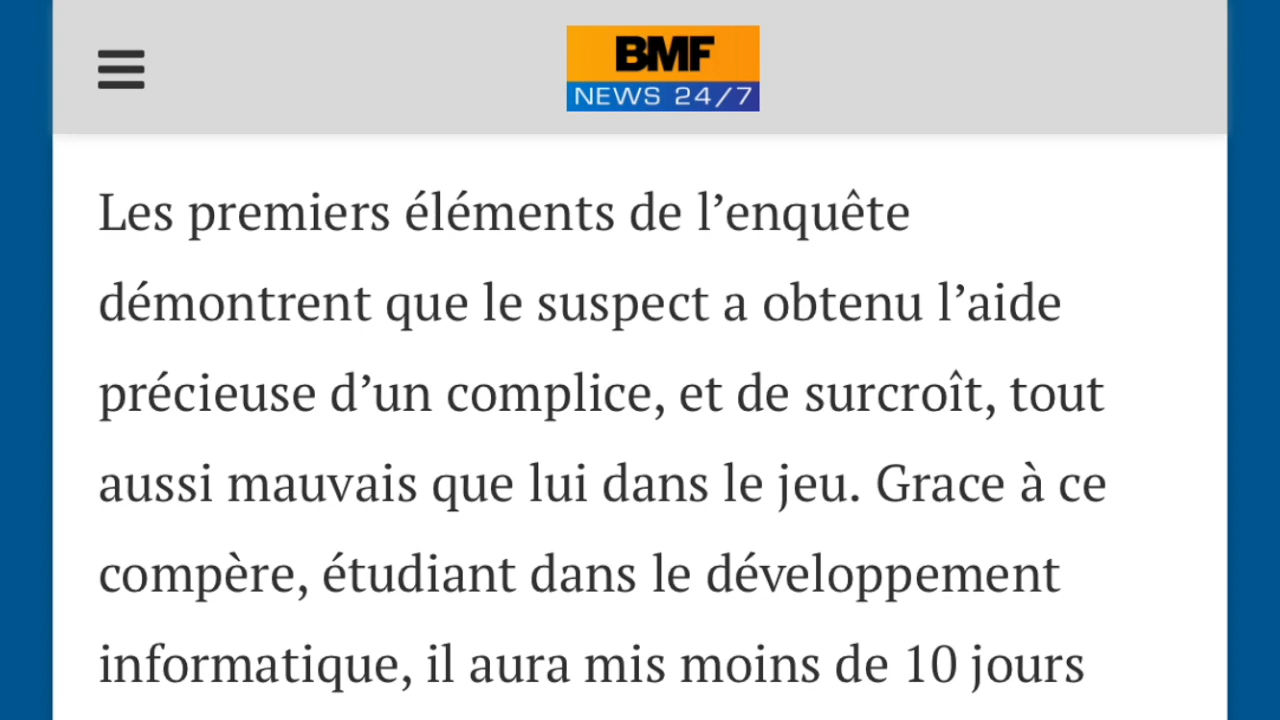 BMF
NEWS 24/7
Les premiers éléments de l’enquête
démontrent que le suspect a obtenu l’aide
précieuse d’un complice, et de surcroît, tout
aussi mauvais que lui dans le jeu. Grace à ce
compère, étudiant dans le développement
informatique, il aura mis moins de 10 jours